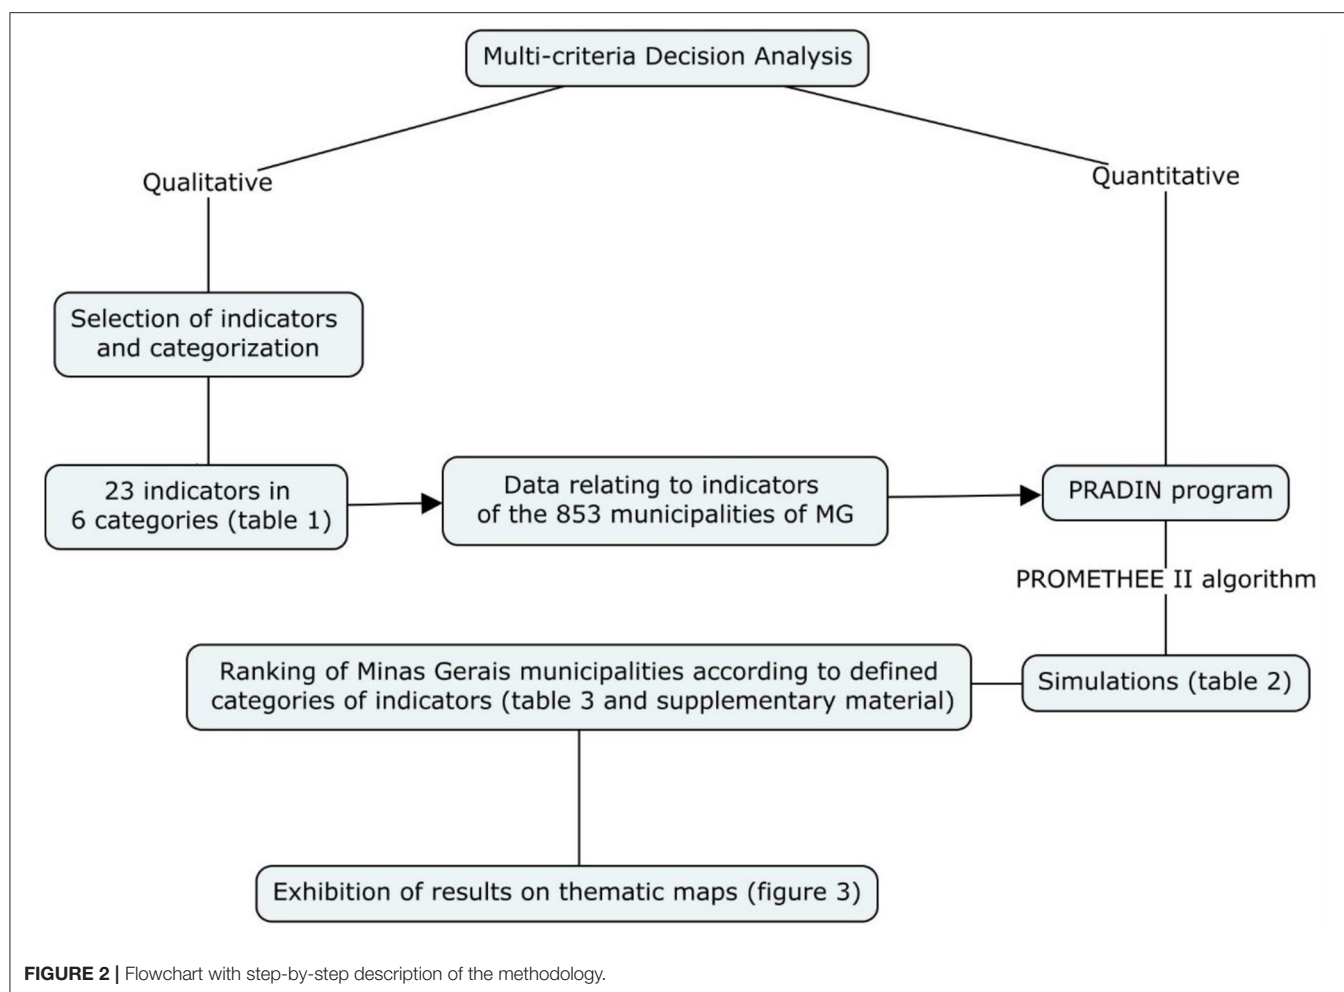 Multi-criteria Decision Analysis
Qualitative
Quantitative
Selection of indicators
and categorization
23 indicators in
6 categories (table 1)
Data relating to indicators
of the 853 municipalities of MG
PRADIN program
PROMETHEE II algorithm
Ranking of Minas Gerais municipalities according to defined
categories of indicators (table 3 and supplementary material)
Simulations (table 2)
Exhibition of results on thematic maps (figure 3)
FIGURE 2 | Flowchart with step-by-step description of the methodology.